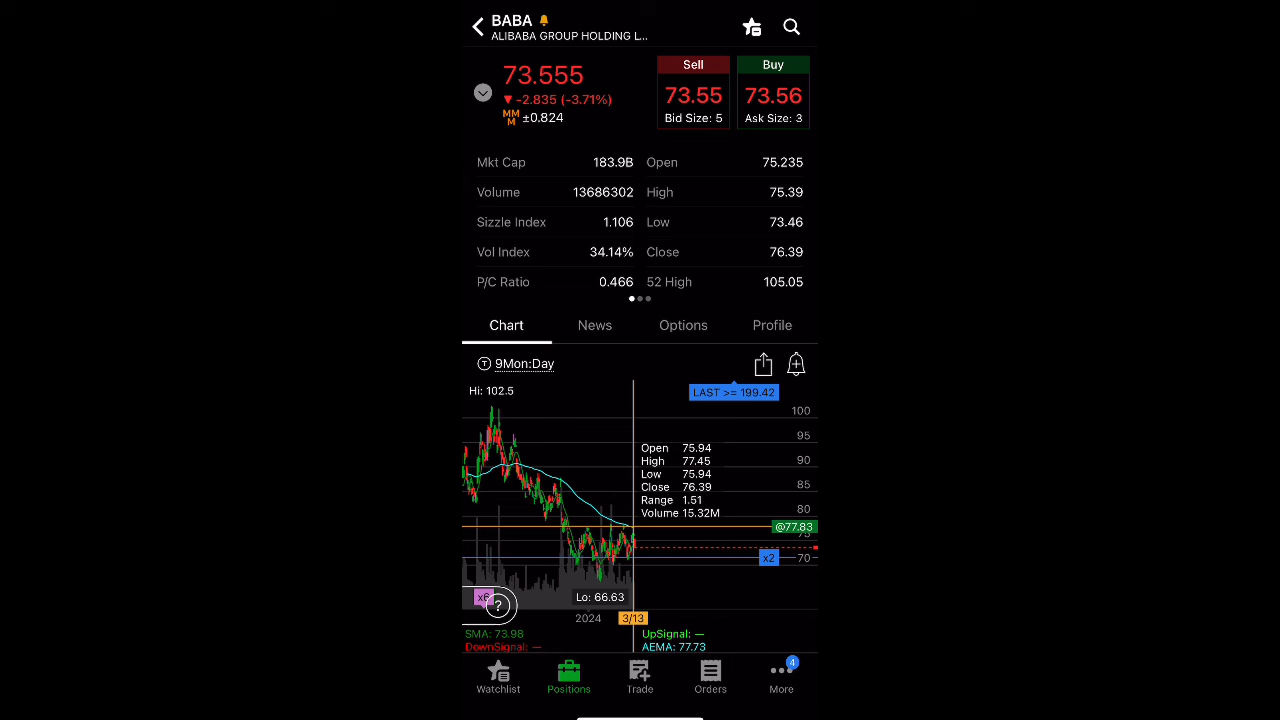 BABA
ALIBABA GROUP HOLDING L...
73.555
▼ -2.835 (-3.71%)
MM
M ±0.824
Sell
73.55
Bid Size: 5
Buy
73.56
Ask Size: 3
Mkt Cap 183.9B Open 75.235
Volume 13686302 High 75.39
Sizzle Index 1.106 Low 73.46
Vol Index 34.14% Close 76.39
P/C Ratio 0.466 52 High 105.05
Chart News Options Profile
T 9Mon:Day
Hi: 102.5
LAST >= 199.42
100
95
90
85
80
75
70
Open 75.94
High 77.45
Low 75.94
Close 76.39
Range 1.51
Volume 15.32M
@77.83
x2
x6
?
Lo: 66.63
2024 3/13
SMA: 73.98 UpSignal: —
DownSignal: — AEMA: 77.73
4
Watchlist Positions Trade Orders More